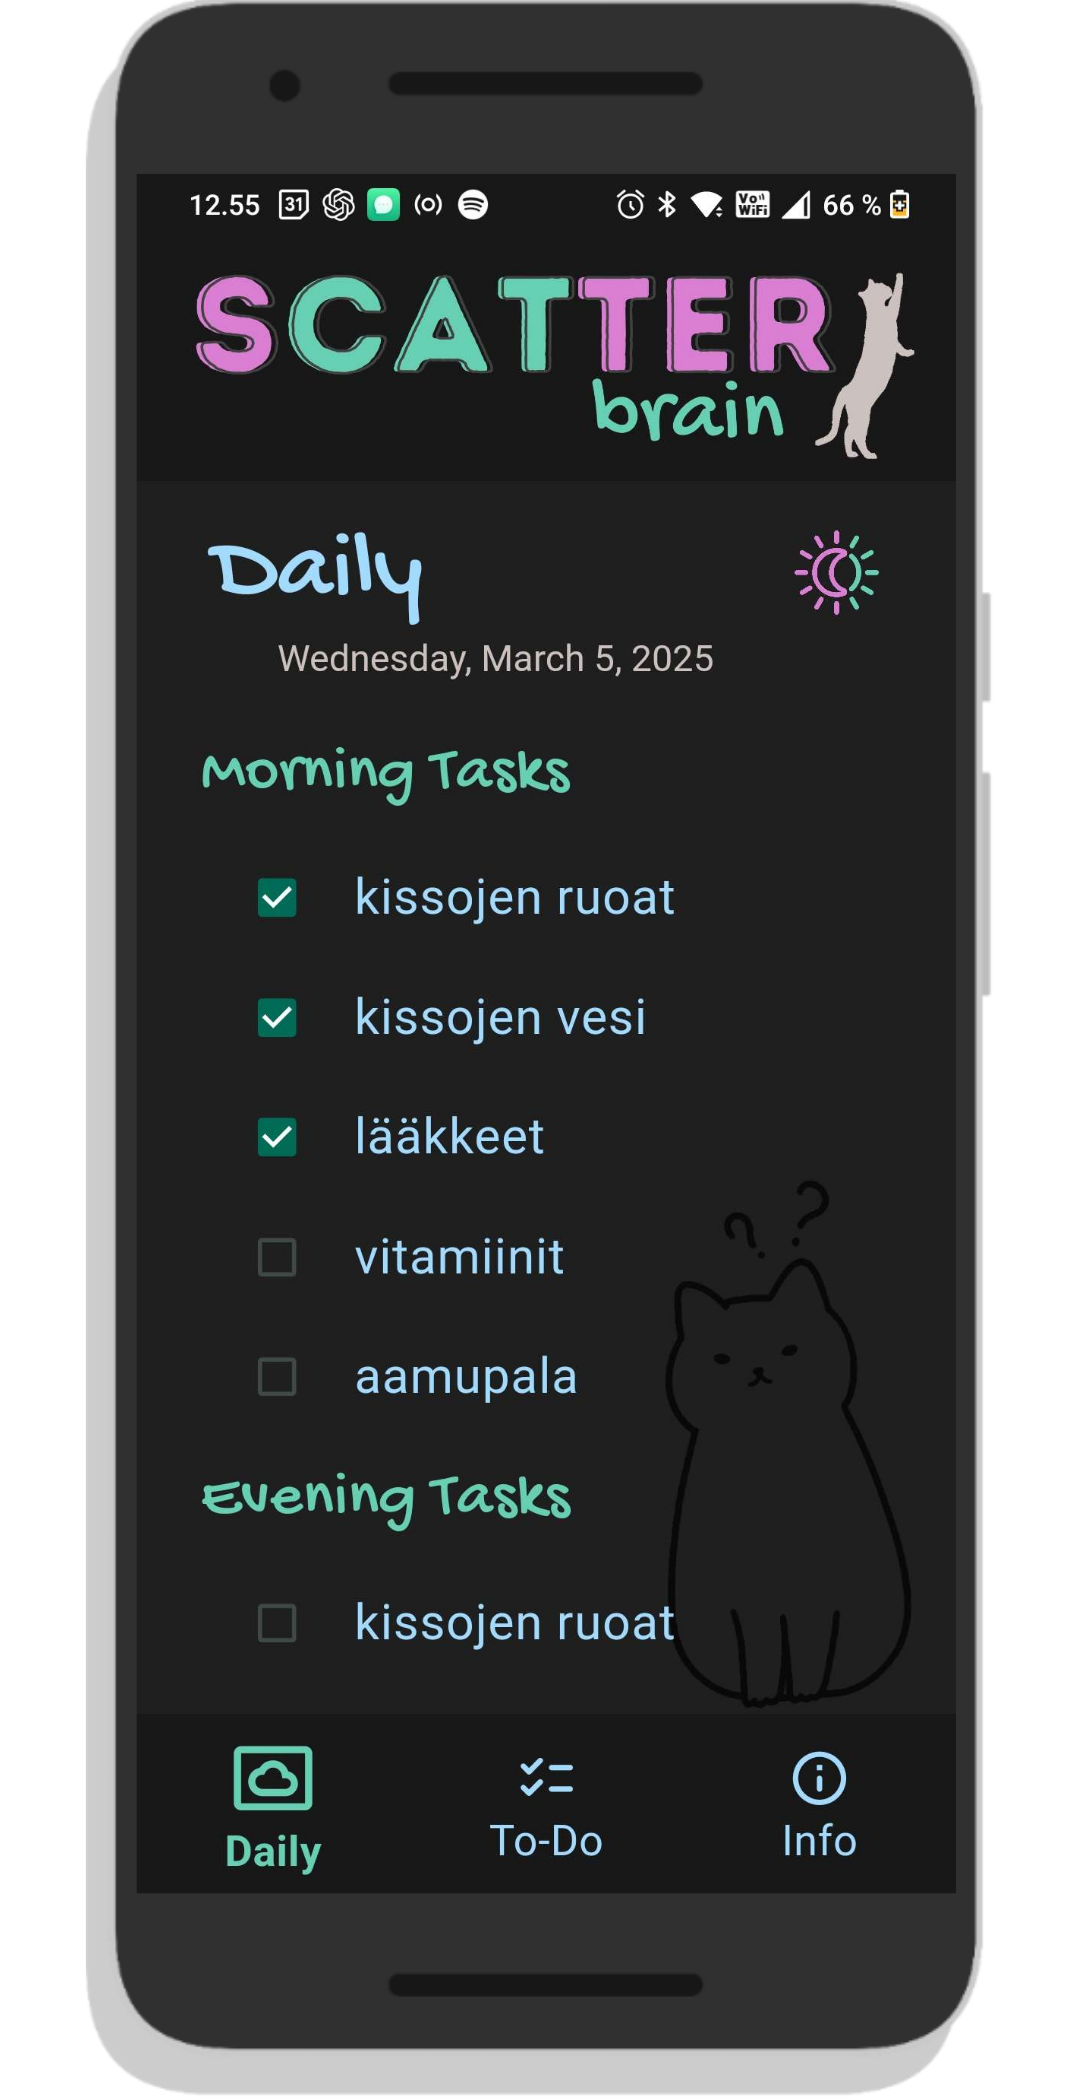 12.55 31 Vo WiFi 66 %
SCATTER
brain
Daily
Wednesday, March 5, 2025
Morning Tasks
kissojen ruoat
kissojen vesi
lääkkeet
vitamiinit
? ?
aamupala
Evening Tasks
kissojen ruoat
Daily To-Do Info